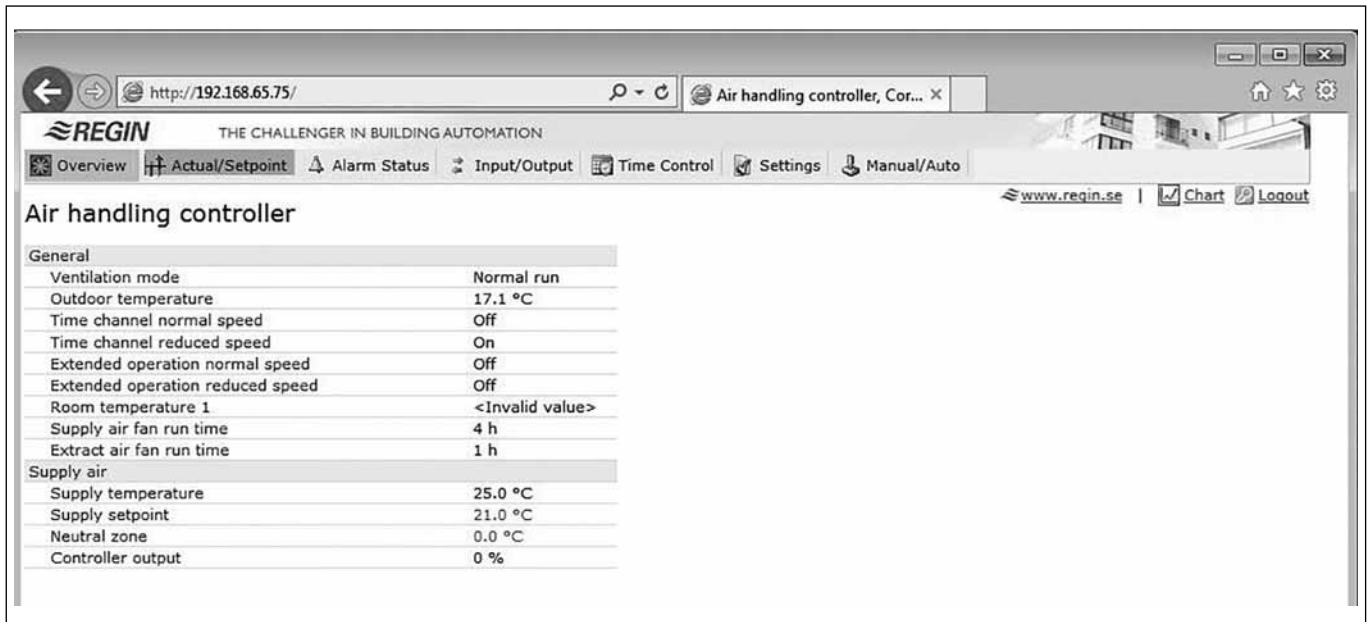 http://192.168.65.75/ Air handling controller, Cor...
REGIN THE CHALLENGER IN BUILDING AUTOMATION
Overview Actual/Setpoint Alarm Status Input/Output Time Control Settings Manual/Auto
www.regin.se | Chart Logout
Air handling controller
General
Ventilation mode Normal run
Outdoor temperature 17.1 °C
Time channel normal speed Off
Time channel reduced speed On
Extended operation normal speed Off
Extended operation reduced speed Off
Room temperature 1 <Invalid value>
Supply air fan run time 4 h
Extract air fan run time 1 h
Supply air
Supply temperature 25.0 °C
Supply setpoint 21.0 °C
Neutral zone 0.0 °C
Controller output 0 %